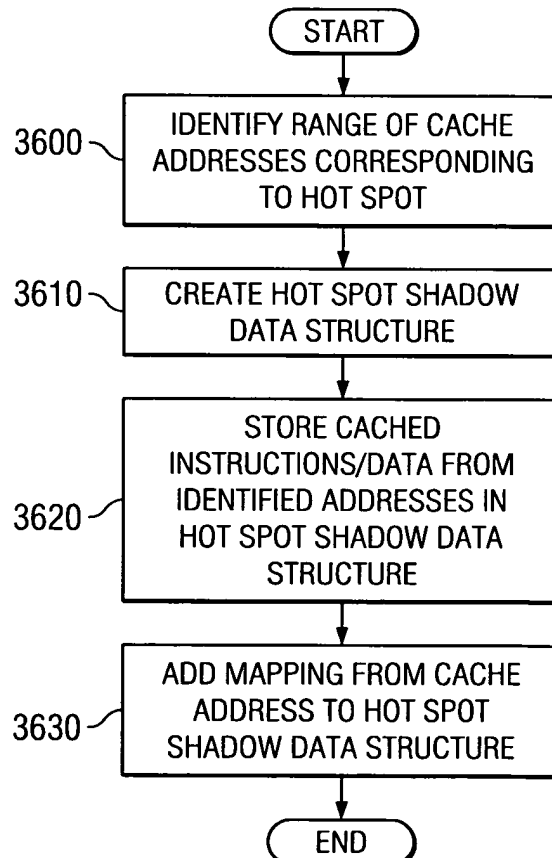 START
3600
IDENTIFY RANGE OF CACHE
ADDRESSES CORRESPONDING
TO HOT SPOT
3610
CREATE HOT SPOT SHADOW
DATA STRUCTURE
3620
STORE CACHED
INSTRUCTIONS/DATA FROM
IDENTIFIED ADDRESSES IN
HOT SPOT SHADOW DATA
STRUCTURE
3630
ADD MAPPING FROM CACHE
ADDRESS TO HOT SPOT
SHADOW DATA STRUCTURE
END